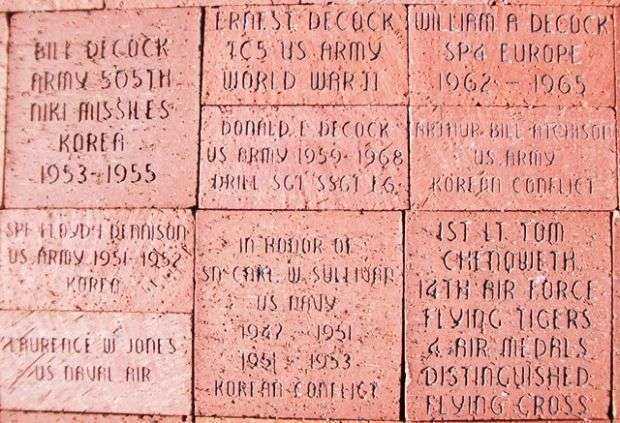 BILL DECOCK
ARMY 505TH
NIKI MISSILES
KOREA
1953-1955
ERNEST DECOCK
TC5 US ARMY
WORLD WAR II
WILLIAM A DECOCK
SP4 EUROPE
1962 - 1965
DONALD E DECOCK
US ARMY 1959-1968
DRILL SGT SSGT E6
ARTHUR BILL ATCHISON
US ARMY
KOREAN CONFLICT
LLOYD H DENNISON
US ARMY 1951-1952
KOREA
LAURENCE W JONES
US NAVAL AIR
IN HONOR OF
CARL W SULLIVAN
US NAVY
1947 - 1951
1951 - 1953
KOREAN CONFLICT
1ST LT TOM
CHENOWETH
14TH AIR FORCE
FLYING TIGERS
4 AIR MEDALS
DISTINGUISHED
FLYING CROSS